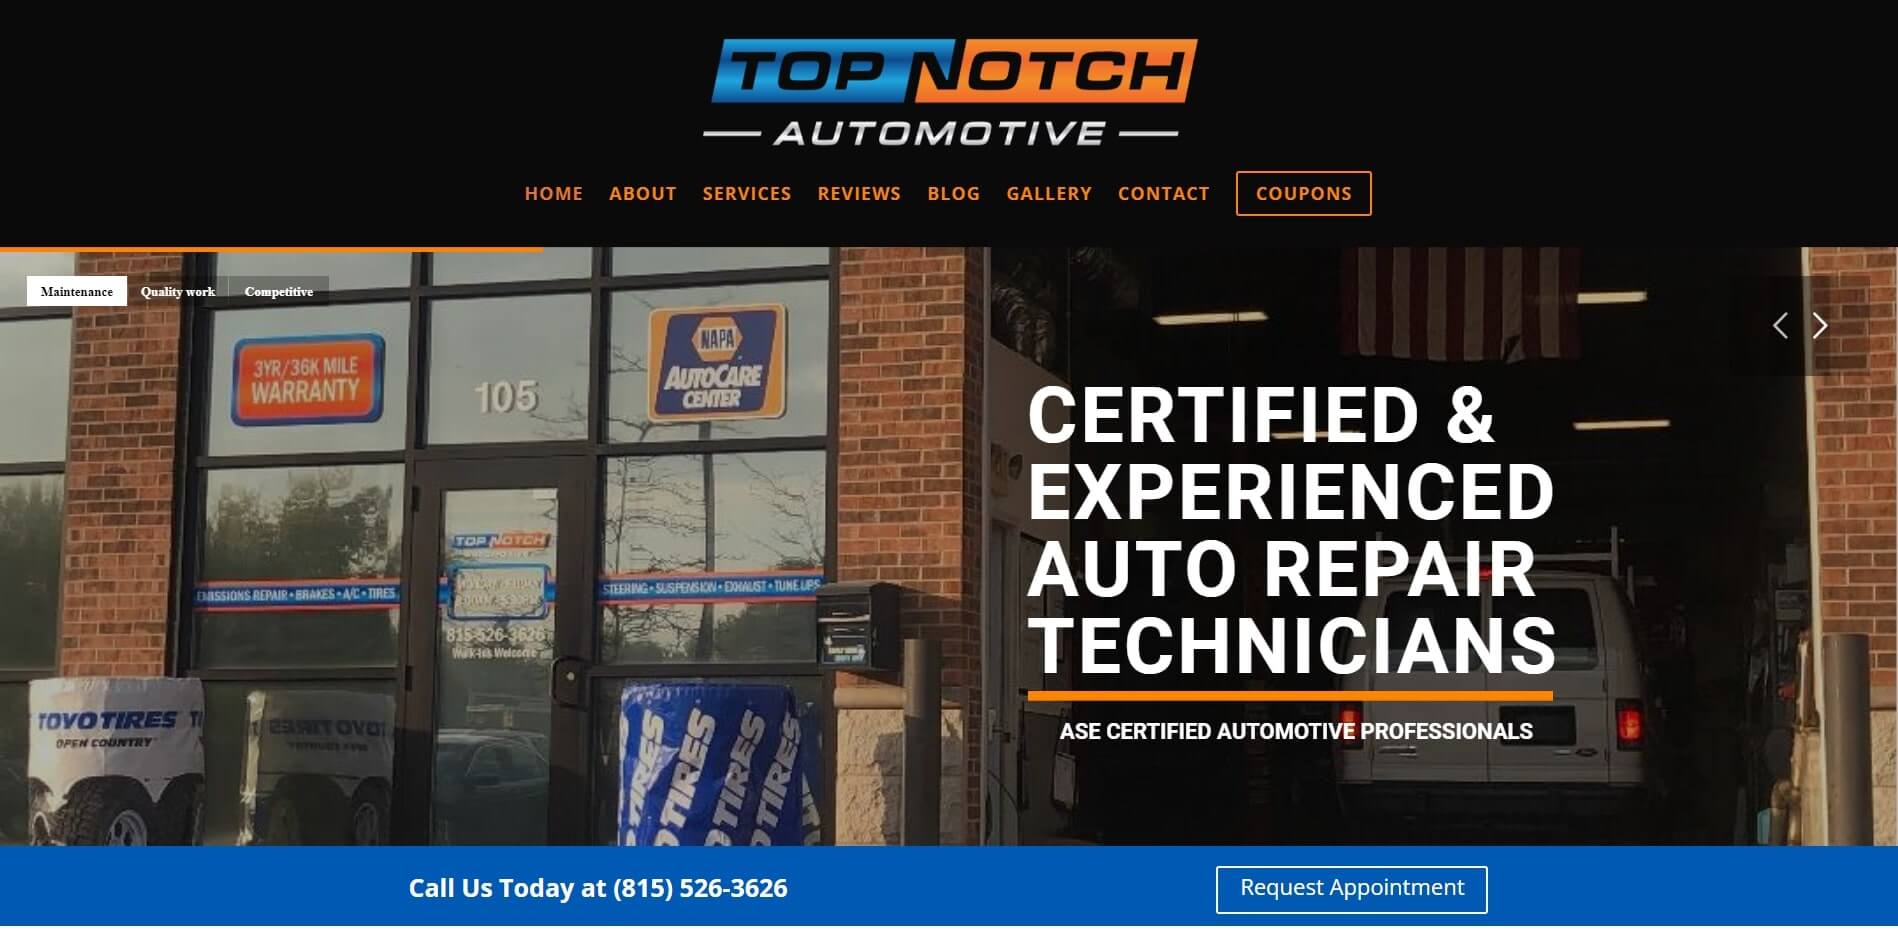 TOP NOTCH
AUTOMOTIVE
HOME ABOUT SERVICES REVIEWS BLOG GALLERY CONTACT COUPONS
Maintenance Quality work Competitive
3YR/36K MILE
WARRANTY
105
NAPA
AUTOCARE
CENTER
CERTIFIED &
EXPERIENCED
AUTO REPAIR
TECHNICIANS
ASE CERTIFIED AUTOMOTIVE PROFESSIONALS
TOP NOTCH
EMISSIONS REPAIR • BRAKES • A/C • TIRES
STEERING • SUSPENSION • EXHAUST • TUNE UPS
815-526-3626
Walk-Ins Welcome
TOYO TIRES
OPEN COUNTRY
TIRES
TIRES
TIRES
Call Us Today at (815) 526-3626
Request Appointment